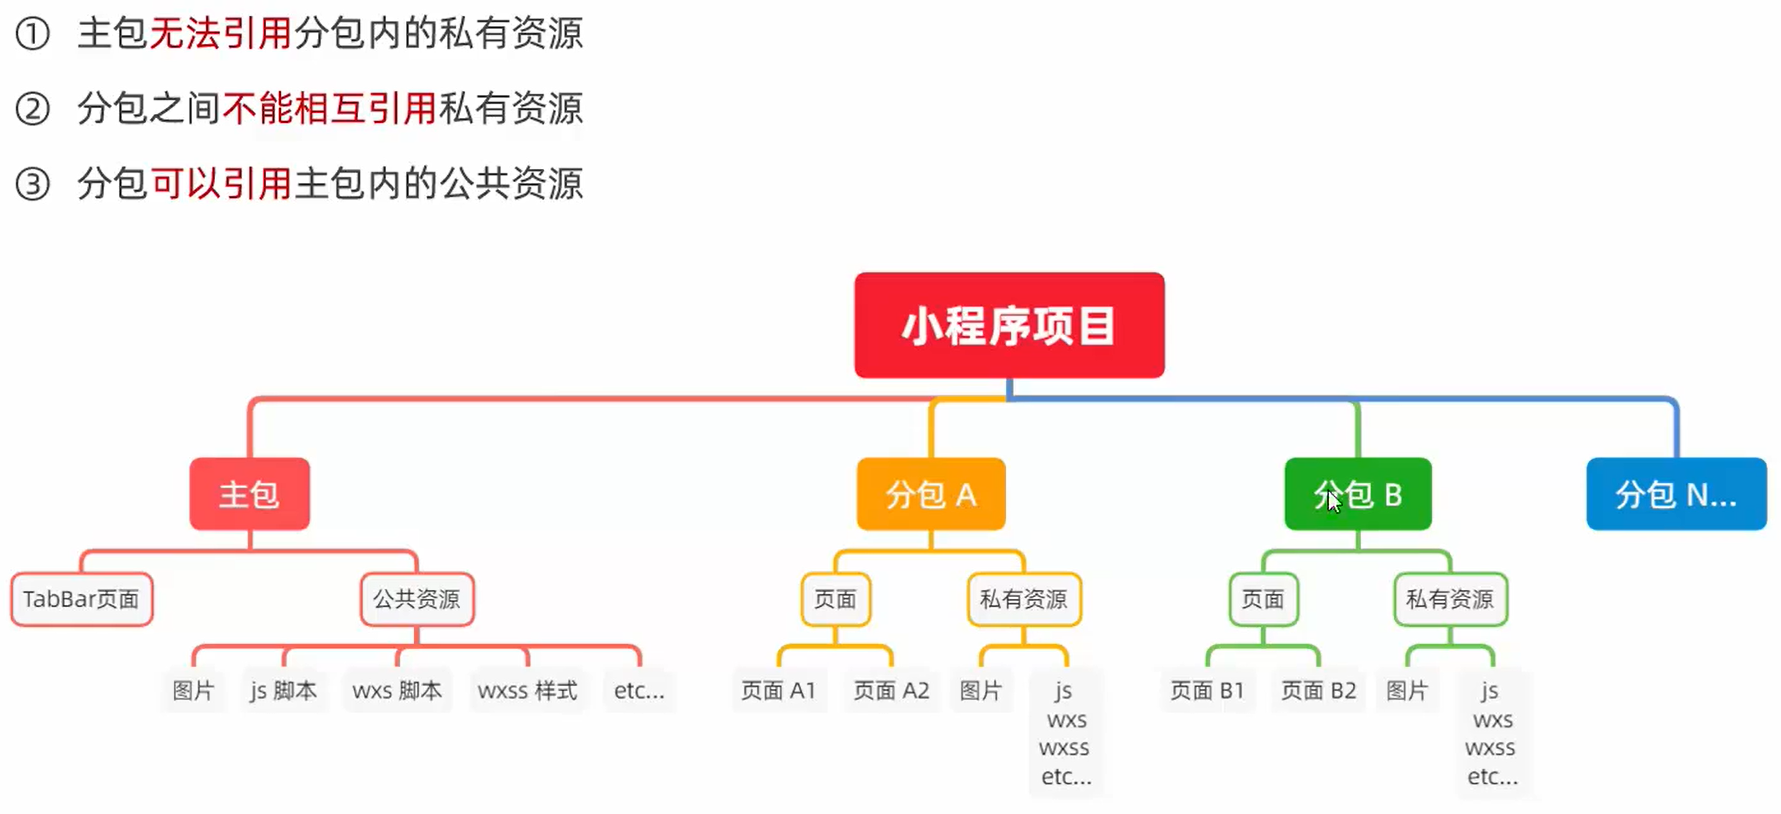 ① 主包无法引用分包内的私有资源
② 分包之间不能相互引用私有资源
③ 分包可以引用主包内的公共资源
小程序项目
主包
分包 A
分包 B
分包 N...
TabBar页面
公共资源
页面
私有资源
页面
私有资源
图片
js 脚本
wxs 脚本
wxss 样式
etc...
页面 A1
页面 A2
图片
js
wxs
wxss
etc...
页面 B1
页面 B2
图片
js
wxs
wxss
etc...